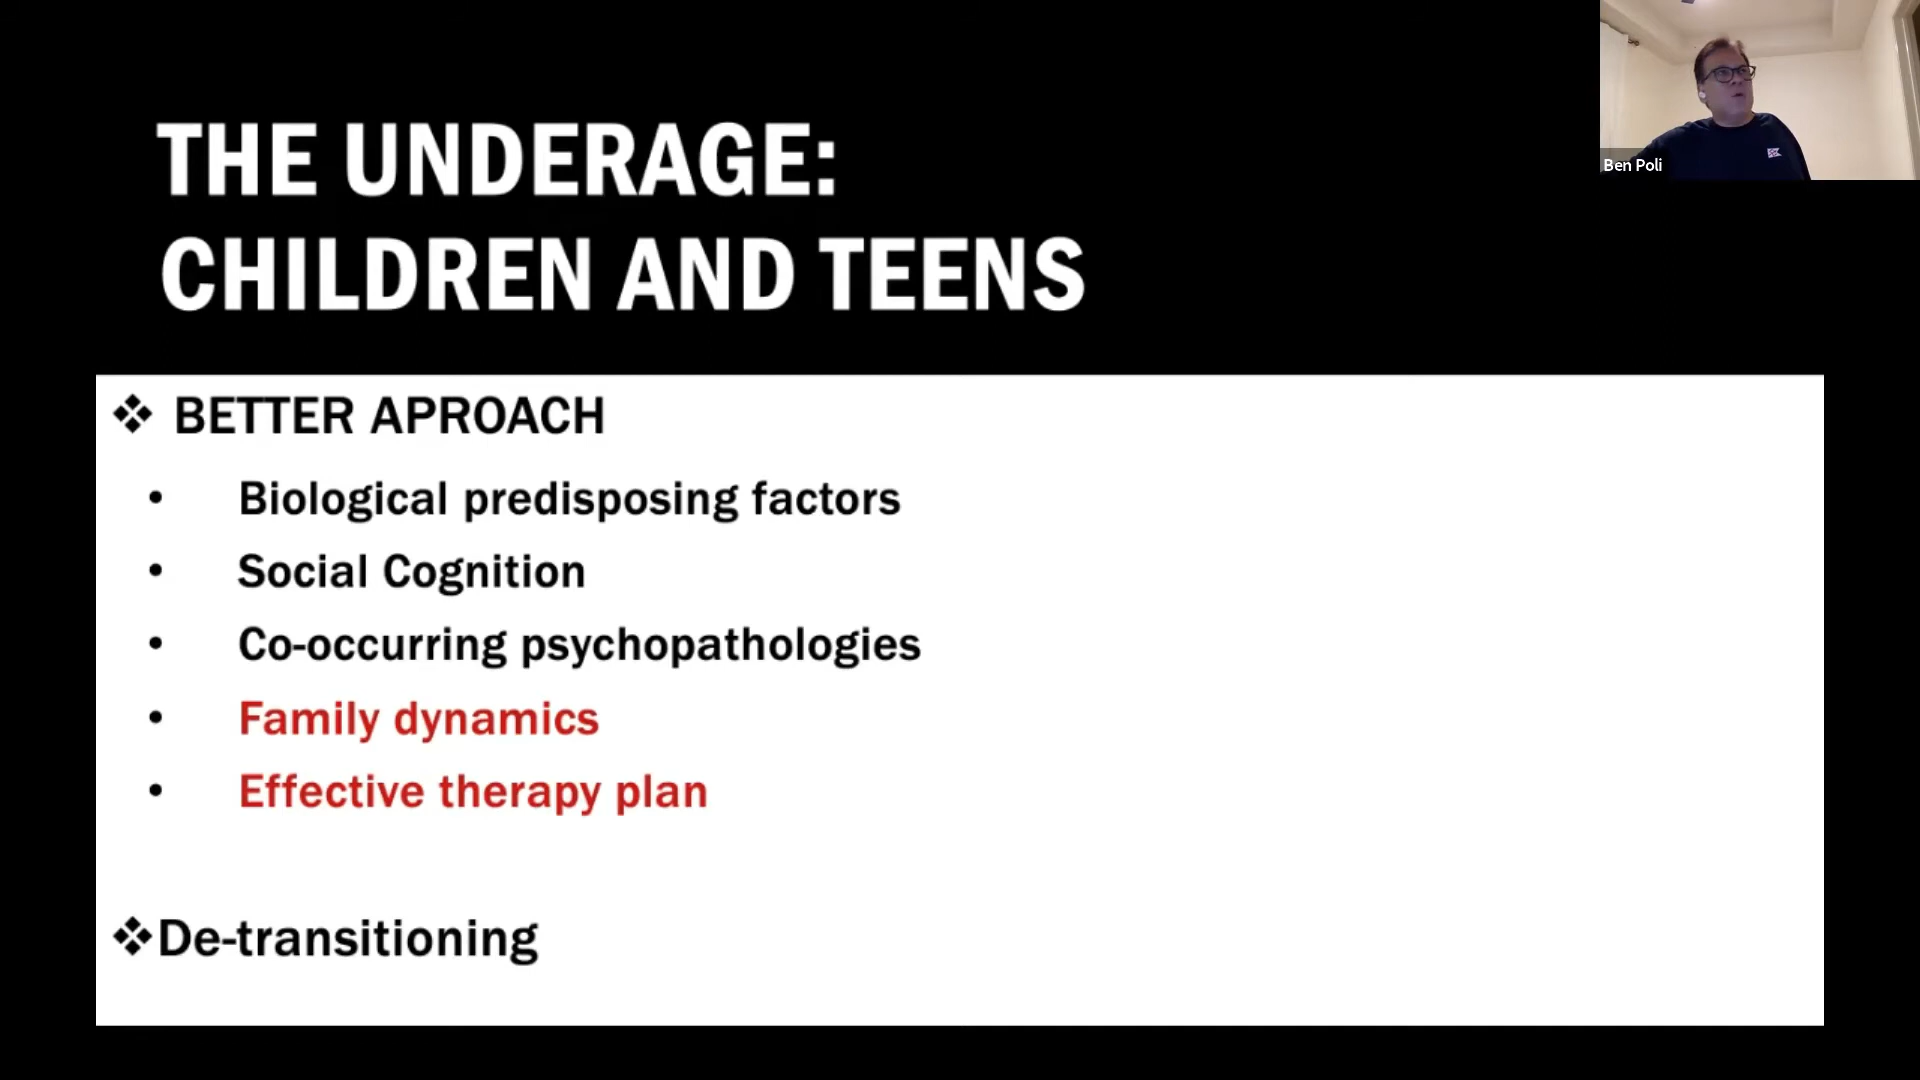 THE UNDERAGE:
CHILDREN AND TEENS
Ben Poli
❖ BETTER APROACH
• Biological predisposing factors
• Social Cognition
• Co-occurring psychopathologies
• Family dynamics
• Effective therapy plan
❖De-transitioning